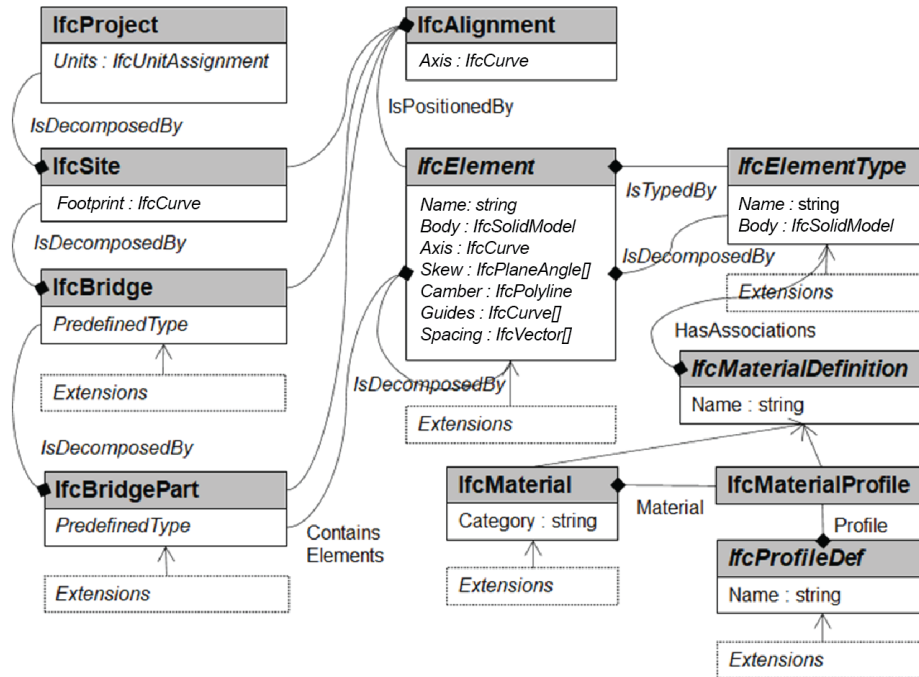 IfcProject
Units : IfcUnitAssignment
IsDecomposedBy
IfcSite
Footprint : IfcCurve
IsDecomposedBy
IfcBridge
PredefinedType
Extensions
IsDecomposedBy
IfcBridgePart
PredefinedType
Extensions
Contains
Elements
IfcAlignment
Axis : IfcCurve
IsPositionedBy
IfcElement
Name: string
Body : IfcSolidModel
Axis : IfcCurve
Skew : IfcPlaneAngle[]
Camber : IfcPolyline
Guides : IfcCurve[]
Spacing : IfcVector[]
IsDecomposedBy
Extensions
IsTypedBy
IsDecomposedBy
IfcElementType
Name : string
Body : IfcSolidModel
Extensions
HasAssociations
IfcMaterialDefinition
Name : string
IfcMaterial
Category : string
Extensions
Material
IfcMaterialProfile
Profile
IfcProfileDef
Name : string
Extensions